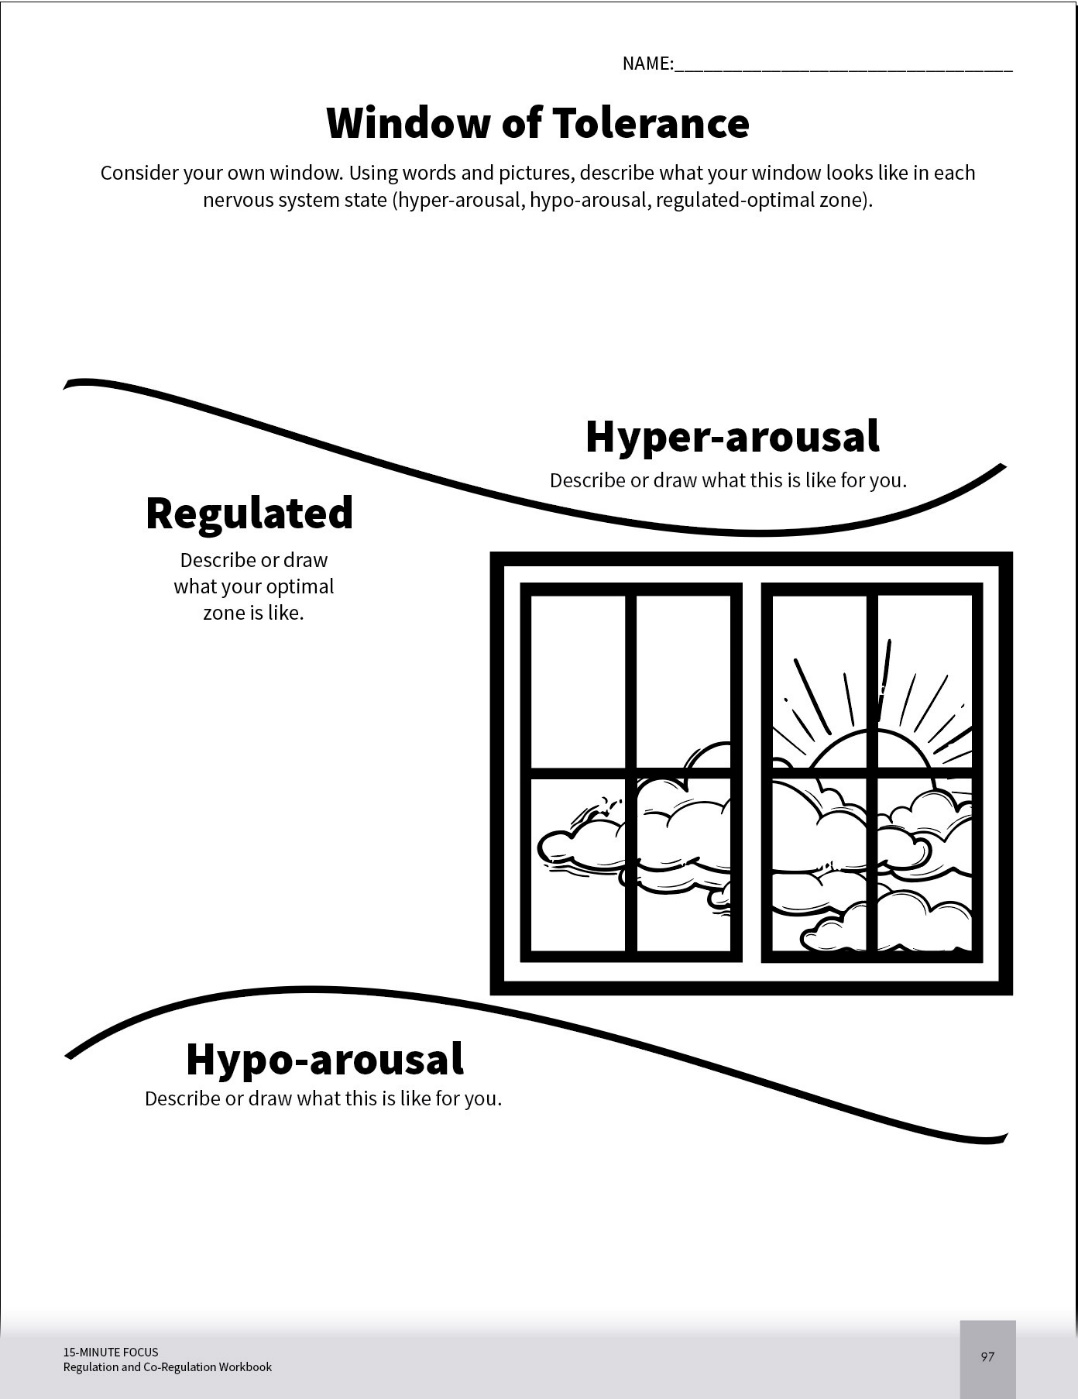 NAME:___________________________________
Window of Tolerance
Consider your own window. Using words and pictures, describe what your window looks like in each
nervous system state (hyper-arousal, hypo-arousal, regulated-optimal zone).
Hyper-arousal
Describe or draw what this is like for you.
Regulated
Describe or draw
what your optimal
zone is like.
Hypo-arousal
Describe or draw what this is like for you.
15-MINUTE FOCUS
Regulation and Co-Regulation Workbook
97